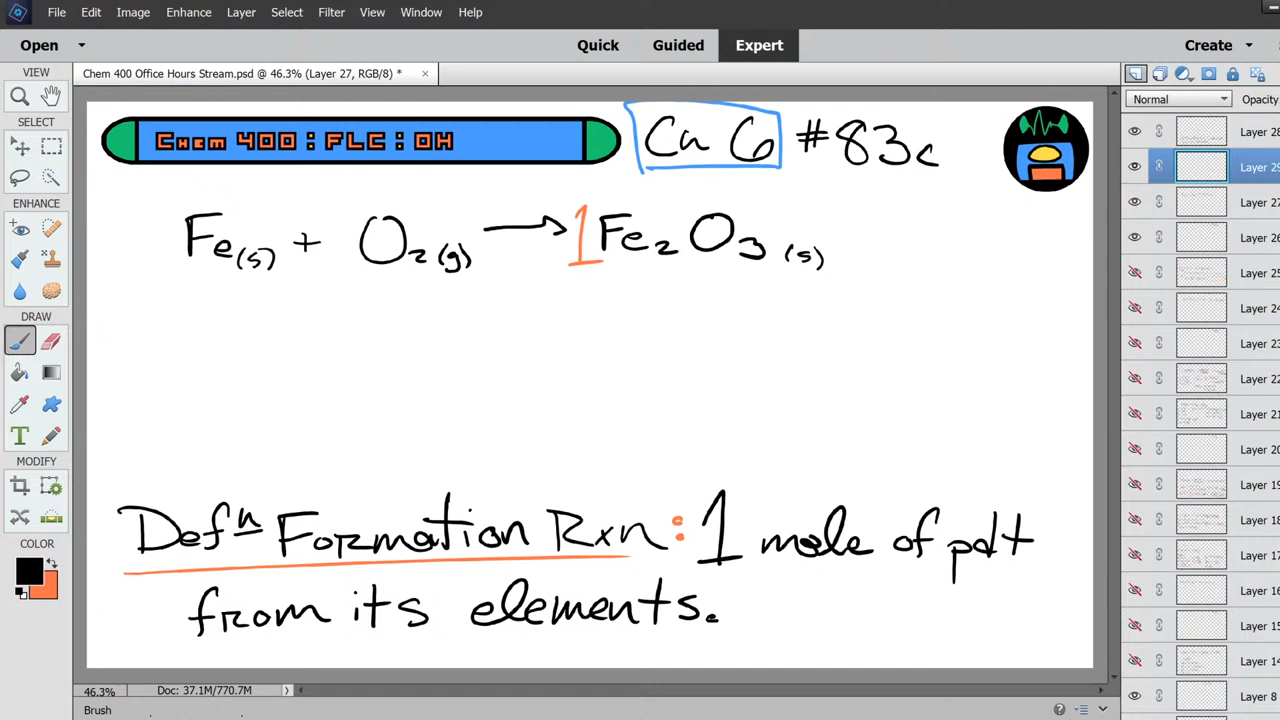 File Edit Image Enhance Layer Select Filter View Window Help
Open Quick Guided Expert Create
Chem 400 Office Hours Stream.psd @ 46.3% (Layer 27, RGB/8) * ×
VIEW
SELECT
ENHANCE
DRAW
MODIFY
COLOR
Chem 400:FLC:OH
Ch 6 #83c
Fe(s) + O₂(g) → 1Fe₂O₃(s)
Defⁿ Formation Rxn: 1 mole of pdt
from its elements.
Normal Opacity
Layer 29
Layer 27
Layer 26
Layer 25
Layer 24
Layer 23
Layer 22
Layer 21
Layer 20
Layer 19
Layer 18
Layer 17
Layer 16
Layer 15
Layer 14
Layer 8
46.3% Doc: 37.1M/770.7M
Brush